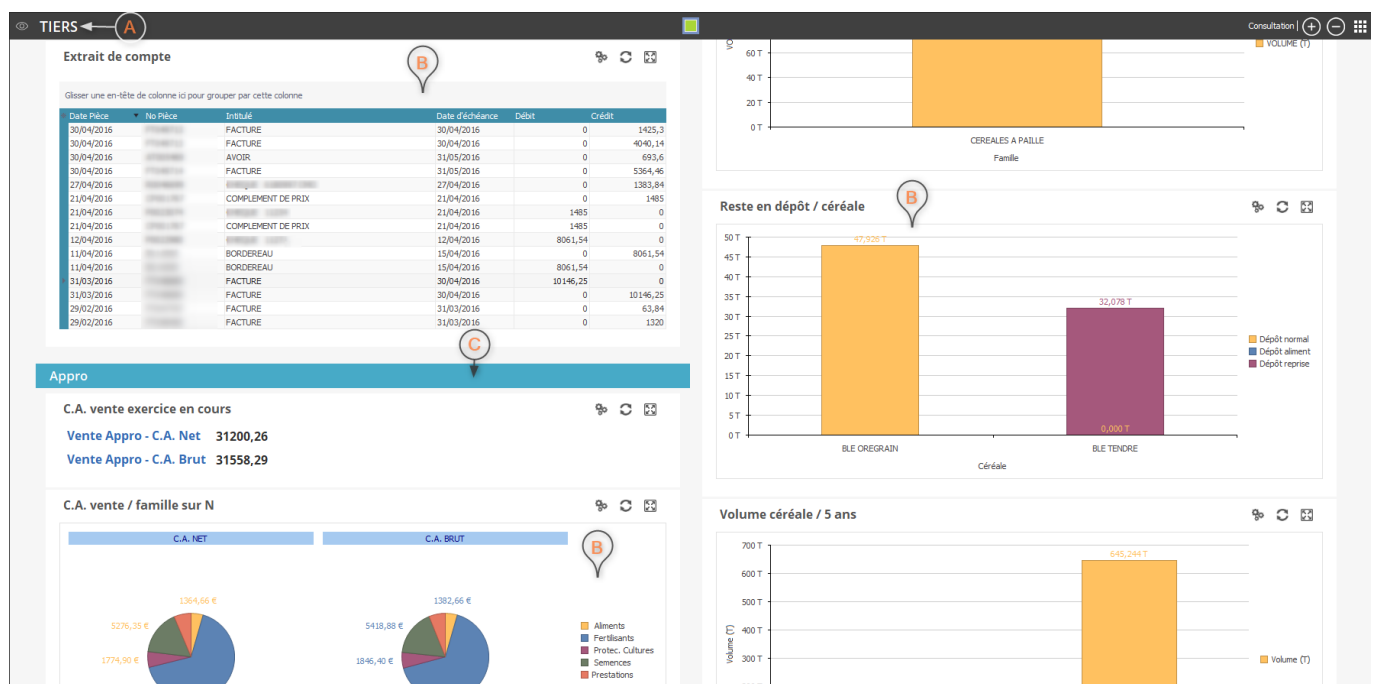 TIERS
A
Consultation
Extrait de compte
B
Glisser une en-tête de colonne ici pour grouper par cette colonne
Date Pièce No Pièce Intitulé Date d'échéance Débit Crédit
30/04/2016 FACTURE 30/04/2016 0 1425,3
30/04/2016 FACTURE 30/04/2016 0 4040,14
30/04/2016 AVOIR 31/05/2016 0 693,6
30/04/2016 FACTURE 31/05/2016 0 5364,46
27/04/2016 27/04/2016 0 1383,84
21/04/2016 COMPLEMENT DE PRIX 21/04/2016 0 1485
21/04/2016 21/04/2016 1485 0
21/04/2016 COMPLEMENT DE PRIX 21/04/2016 1485 0
12/04/2016 12/04/2016 8061,54 0
11/04/2016 BORDEREAU 15/04/2016 0 8061,54
11/04/2016 BORDEREAU 15/04/2016 8061,54 0
31/03/2016 FACTURE 30/04/2016 10146,25 0
31/03/2016 FACTURE 30/04/2016 0 10146,25
29/02/2016 FACTURE 31/03/2016 0 63,84
29/02/2016 FACTURE 31/03/2016 0 1320
C
Appro
C.A. vente exercice en cours
Vente Appro - C.A. Net 31200,26
Vente Appro - C.A. Brut 31558,29
C.A. vente / famille sur N
B
C.A. NET
C.A. BRUT
1364,66 €
5276,35 €
1774,90 €
1382,66 €
5418,88 €
1846,40 €
Aliments
Fertilisants
Protec. Cultures
Semences
Prestations
VOLUME (T)
60 T
40 T
20 T
0 T
CEREALES A PAILLE
Famille
Reste en dépôt / céréale
B
50 T
45 T
40 T
35 T
30 T
25 T
20 T
15 T
10 T
5 T
0 T
47,928 T
32,078 T
0,000 T
BLE OREGRAIN
BLE TENDRE
Céréale
Dépôt normal
Dépôt aliment
Dépôt reprise
Volume céréale / 5 ans
700 T
600 T
500 T
400 T
300 T
Volume (T)
645,244 T
Volume (T)